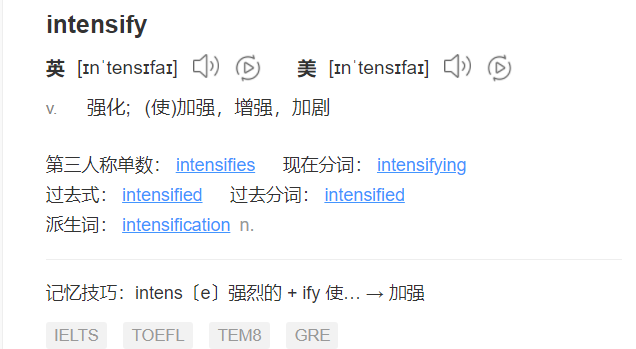 intensify
英 [ɪnˈtensɪfaɪ] 美 [ɪnˈtensɪfaɪ]
v. 强化；(使)加强，增强，加剧
第三人称单数： intensifies 现在分词： intensifying
过去式： intensified 过去分词： intensified
派生词： intensification n.
记忆技巧：intens〔e〕强烈的 + ify 使… → 加强
IELTS TOEFL TEM8 GRE